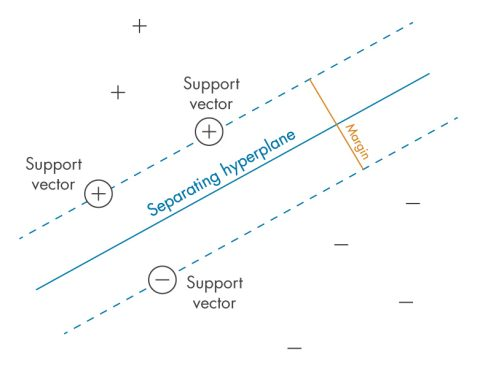 Support
vector
Support
vector
Separating hyperplane
Margin
Support
vector